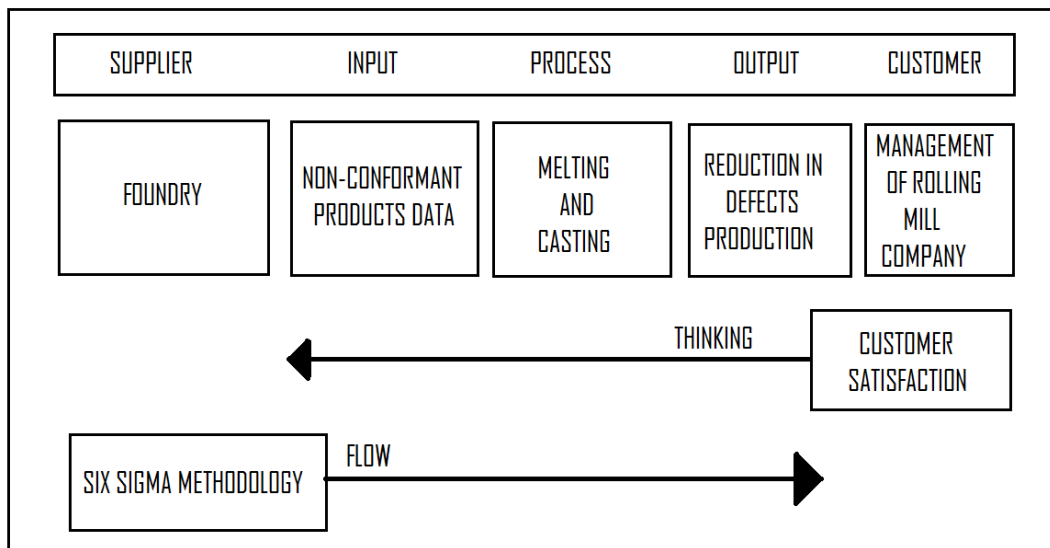 SUPPLIER INPUT PROCESS OUTPUT CUSTOMER
FOUNDRY
NON-CONFORMANT
PRODUCTS DATA
MELTING
AND
CASTING
REDUCTION IN
DEFECTS
PRODUCTION
MANAGEMENT
OF ROLLING
MILL
COMPANY
THINKING
CUSTOMER
SATISFACTION
SIX SIGMA METHODOLOGY
FLOW